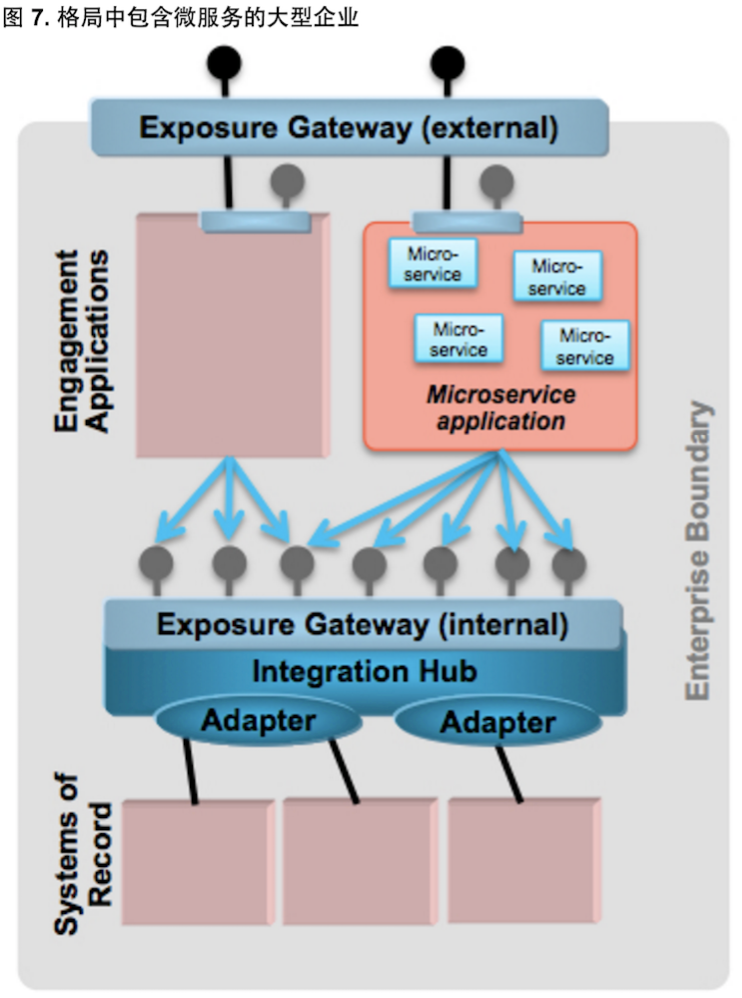 图 7. 格局中包含微服务的大型企业
Exposure Gateway (external)
Engagement
Applications
Micro-
service
Micro-
service
Micro-
service
Micro-
service
Microservice
application
Enterprise Boundary
Exposure Gateway (internal)
Integration Hub
Adapter
Adapter
Systems of
Record